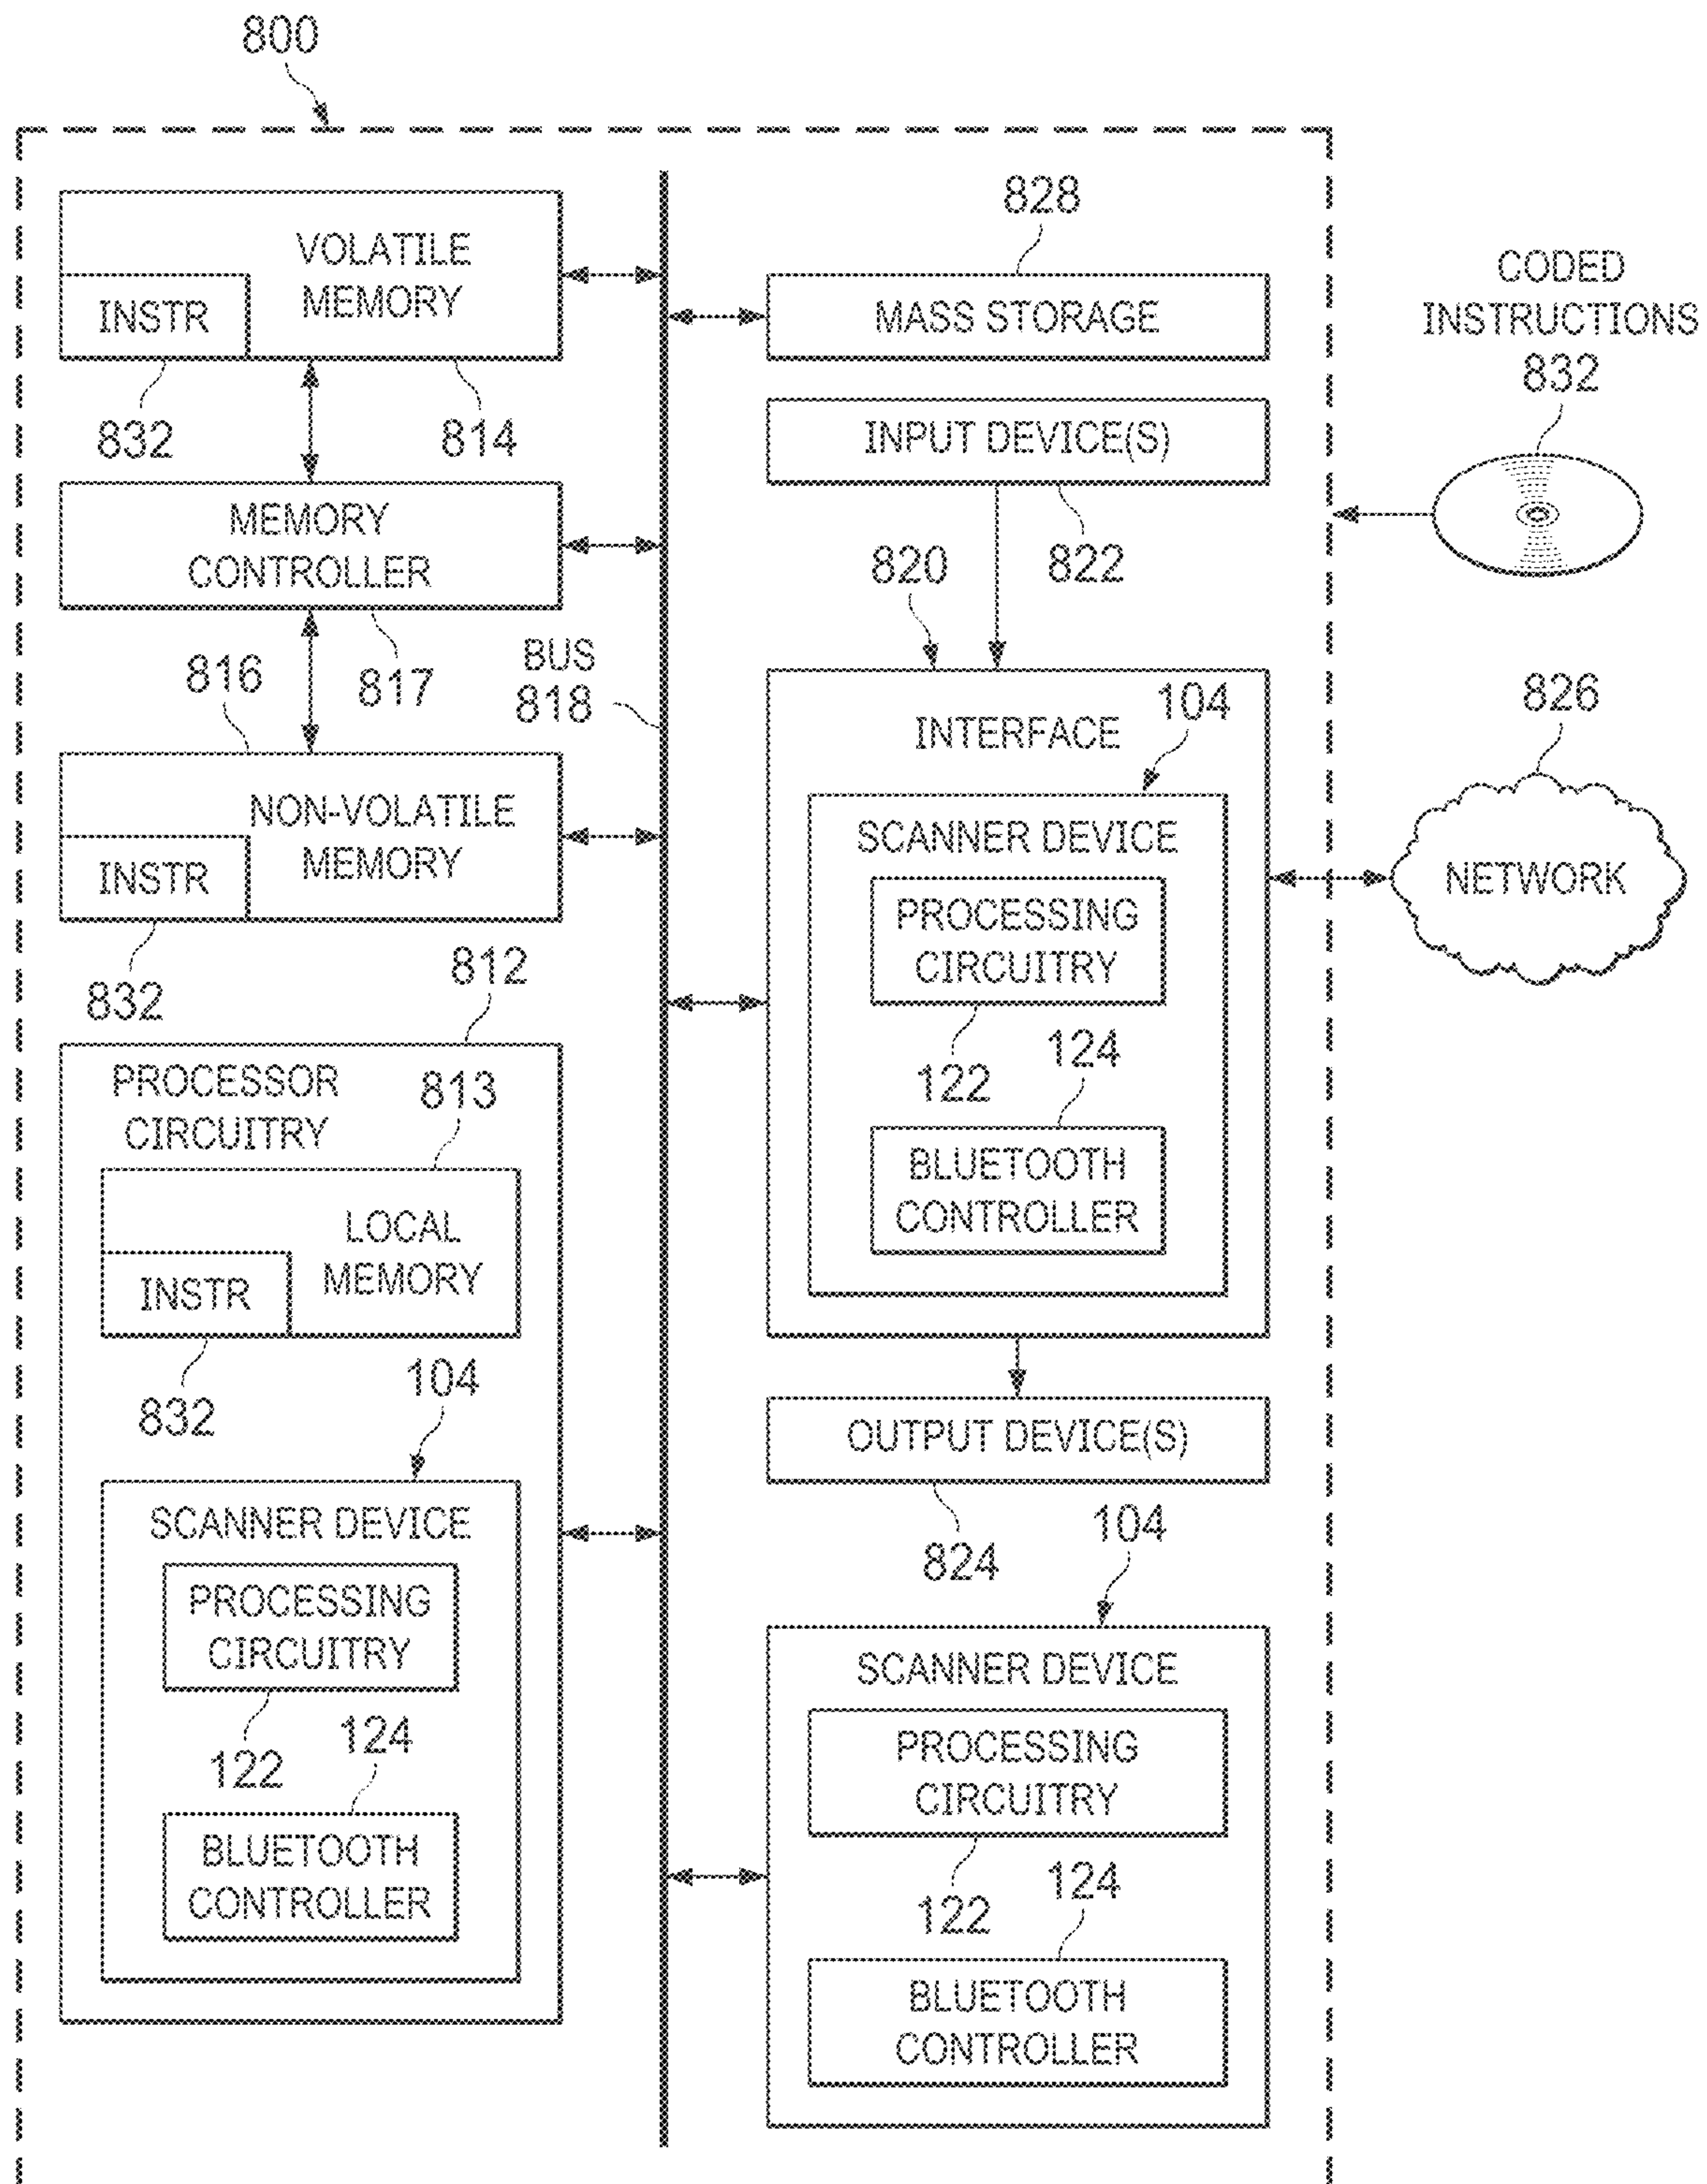 800
VOLATILE
MEMORY
INSTR
832
814
MEMORY
CONTROLLER
816
817
BUS
818
NON-VOLATILE
MEMORY
INSTR
832
812
PROCESSOR
CIRCUITRY
813
LOCAL
MEMORY
INSTR
832
104
SCANNER DEVICE
PROCESSING
CIRCUITRY
122
124
BLUETOOTH
CONTROLLER
828
MASS STORAGE
INPUT DEVICE(S)
820
822
INTERFACE
104
SCANNER DEVICE
PROCESSING
CIRCUITRY
122
124
BLUETOOTH
CONTROLLER
OUTPUT DEVICE(S)
824
104
SCANNER DEVICE
PROCESSING
CIRCUITRY
122
124
BLUETOOTH
CONTROLLER
CODED
INSTRUCTIONS
832
826
NETWORK